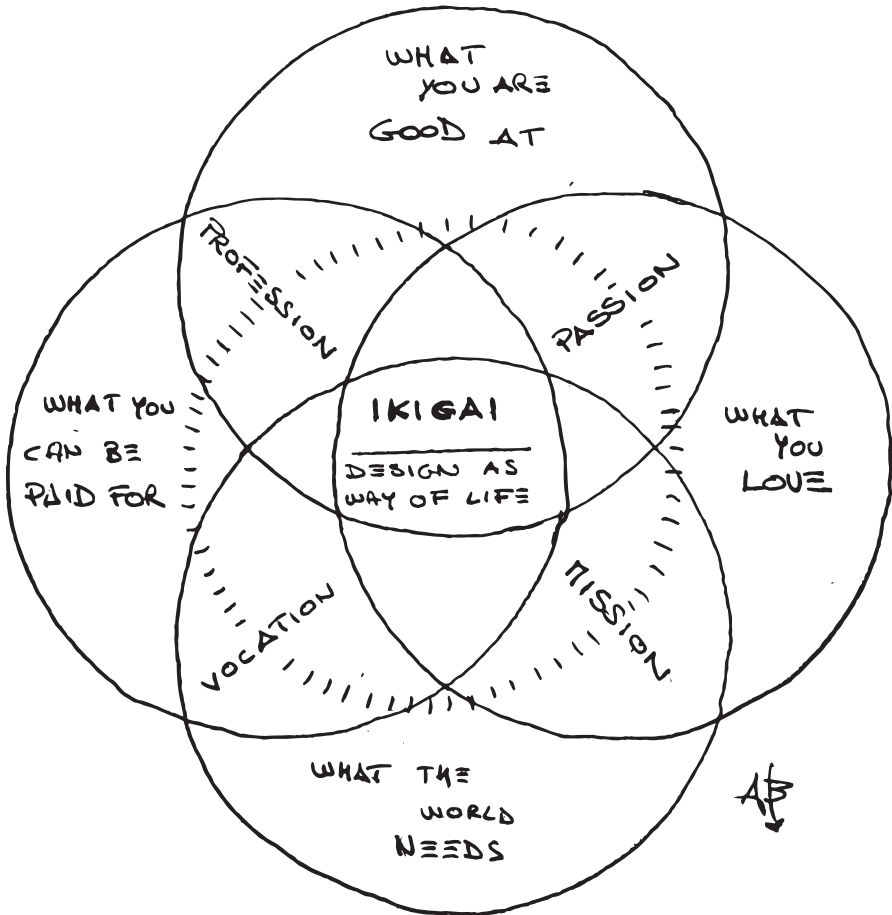 WHAT
YOU ARE
GOOD AT
PROFESSION
PASSION
WHAT YOU
CAN BE
PAID FOR
IKIGAI
DESIGN AS
WAY OF LIFE
WHAT
YOU
LOVE
VOCATION
MISSION
WHAT THE
WORLD
NEEDS
AB